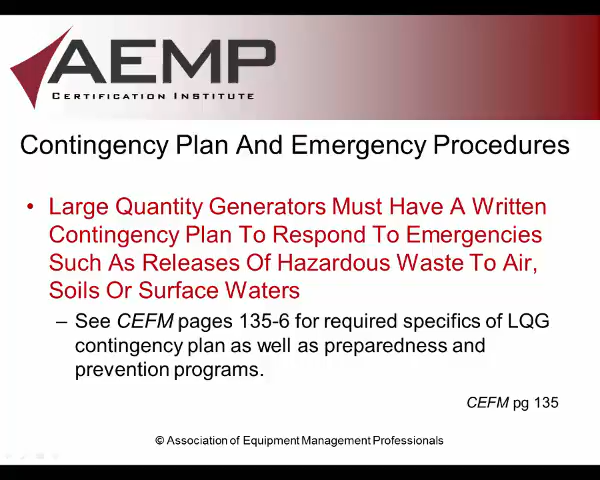 AEMP
CERTIFICATION INSTITUTE
Contingency Plan And Emergency Procedures
• Large Quantity Generators Must Have A Written
Contingency Plan To Respond To Emergencies
Such As Releases Of Hazardous Waste To Air,
Soils Or Surface Waters
– See CEFM pages 135-6 for required specifics of LQG
contingency plan as well as preparedness and
prevention programs.
CEFM pg 135
© Association of Equipment Management Professionals